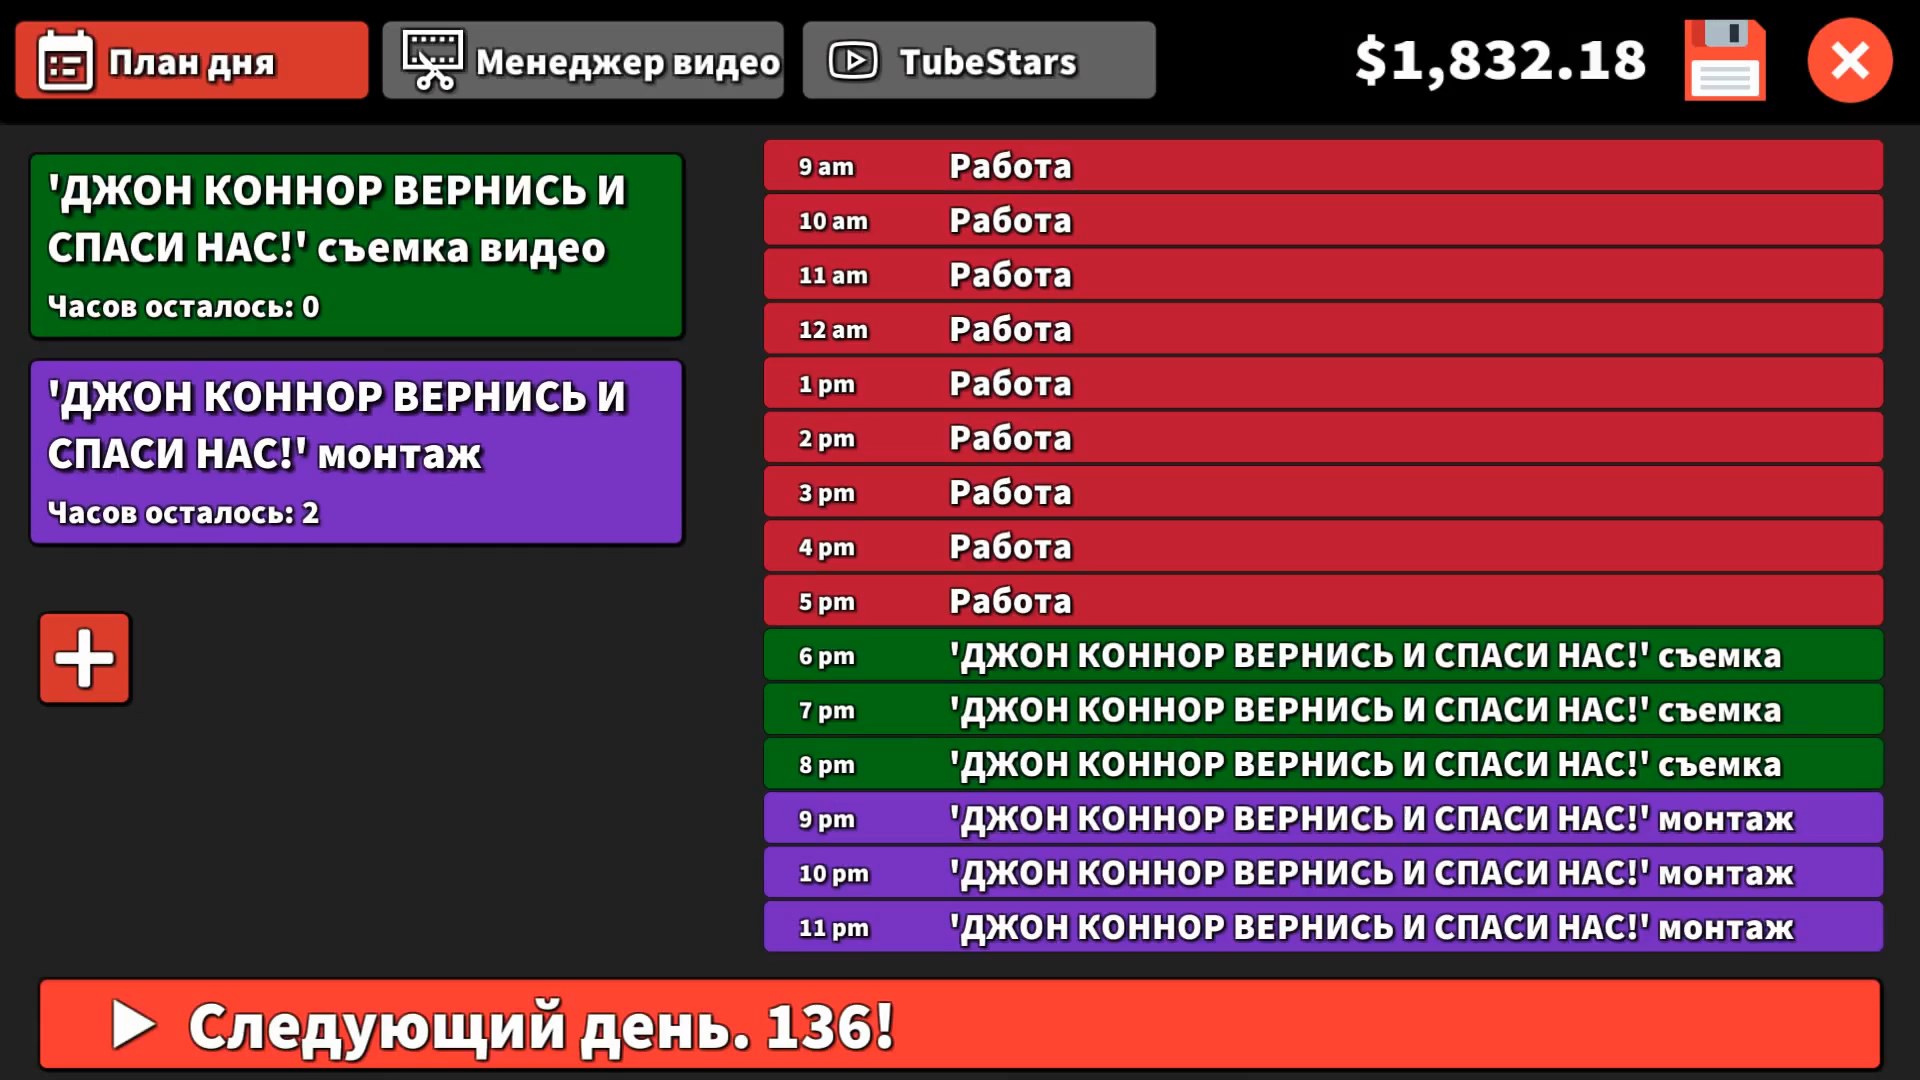 План дня
Менеджер видео
TubeStars
$1,832.18
'ДЖОН КОННОР ВЕРНИСЬ И
СПАСИ НАС!' съемка видео
Часов осталось: 0
'ДЖОН КОННОР ВЕРНИСЬ И
СПАСИ НАС!' монтаж
Часов осталось: 2
9 am Работа
10 am Работа
11 am Работа
12 am Работа
1 pm Работа
2 pm Работа
3 pm Работа
4 pm Работа
5 pm Работа
6 pm 'ДЖОН КОННОР ВЕРНИСЬ И СПАСИ НАС!' съемка
7 pm 'ДЖОН КОННОР ВЕРНИСЬ И СПАСИ НАС!' съемка
8 pm 'ДЖОН КОННОР ВЕРНИСЬ И СПАСИ НАС!' съемка
9 pm 'ДЖОН КОННОР ВЕРНИСЬ И СПАСИ НАС!' монтаж
10 pm 'ДЖОН КОННОР ВЕРНИСЬ И СПАСИ НАС!' монтаж
11 pm 'ДЖОН КОННОР ВЕРНИСЬ И СПАСИ НАС!' монтаж
Следующий день. 136!